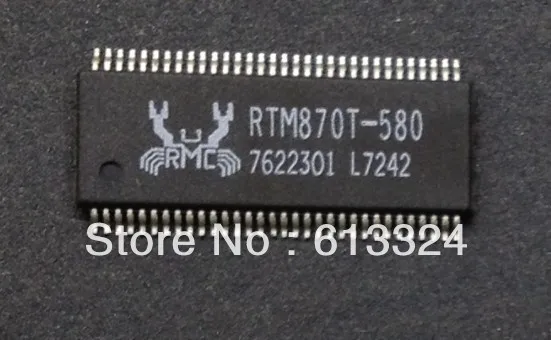 RTM870T-580
RMC 7622301 L7242
Store No : 613324